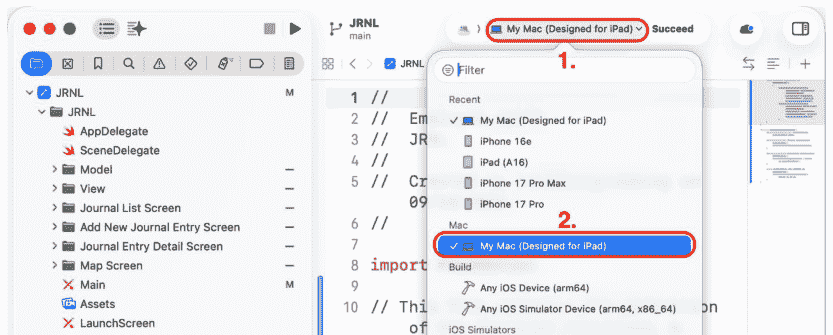 JRNL
main
My Mac (Designed for iPad)
Succeed
1.
JRNL
Filter
JRNL
M
JRNL
AppDelegate
SceneDelegate
Model
View
Journal List Screen
Add New Journal Entry Screen
Journal Entry Detail Screen
Map Screen
Main
M
Assets
LaunchScreen
1 //
2 //
3 //
4 //
5 //
6 //
7
8 import
9
10 // This
of
Recent
My Mac (Designed for iPad)
iPhone 16e
iPad (A16)
iPhone 17 Pro Max
iPhone 17 Pro
Mac
2.
My Mac (Designed for iPad)
Build
Any iOS Device (arm64)
Any iOS Simulator Device (arm64, x86_64)
iOS Simulators